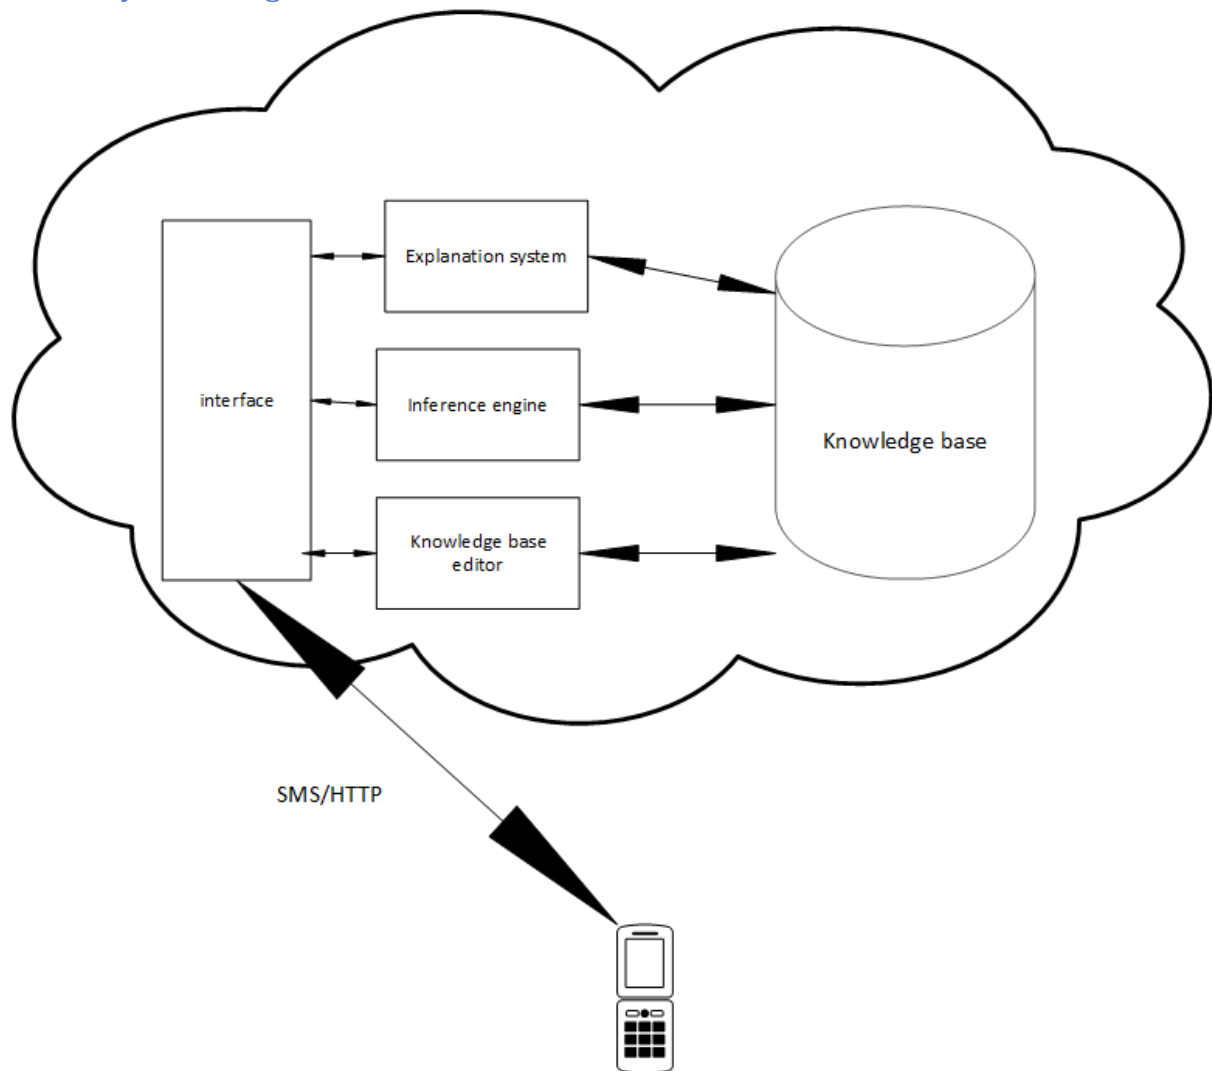 Explanation system
interface
Inference engine
Knowledge base
Knowledge base
editor
SMS/HTTP